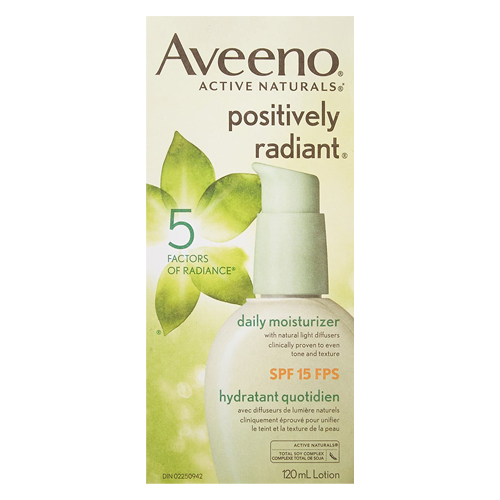 Aveeno®
ACTIVE NATURALS®
positively
radiant®
5
FACTORS
OF RADIANCE®
®
daily moisturizer
with natural light diffusers
clinically proven to even
tone and texture
SPF 15 FPS
hydratant quotidien
avec diffuseurs de lumière naturels
cliniquement éprouvé pour unifier
le teint et la texture de la peau
ACTIVE NATURALS®
TOTAL SOY COMPLEX
COMPLEXE TOTAL DE SOJA
DIN 02250942
120 mL Lotion